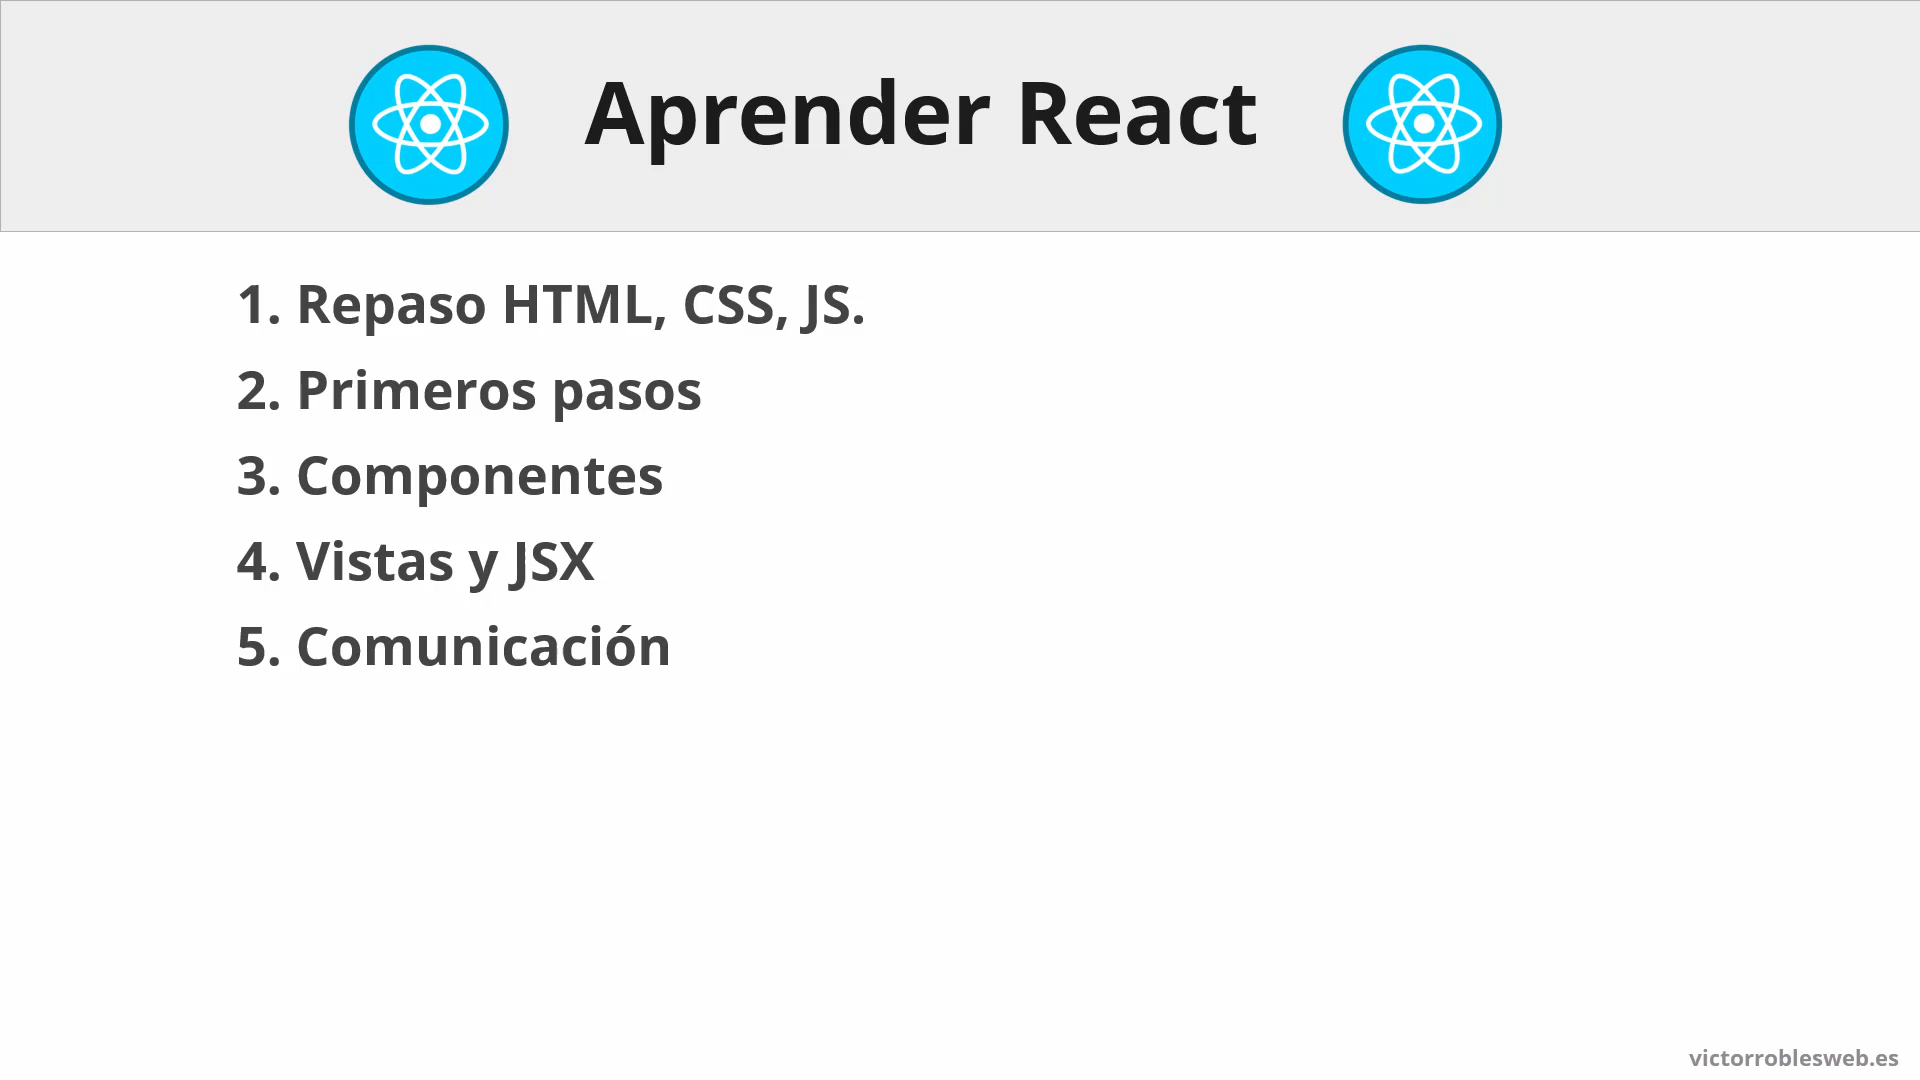 Aprender React
1. Repaso HTML, CSS, JS.
2. Primeros pasos
3. Componentes
4. Vistas y JSX
5. Comunicación
victorroblesweb.es